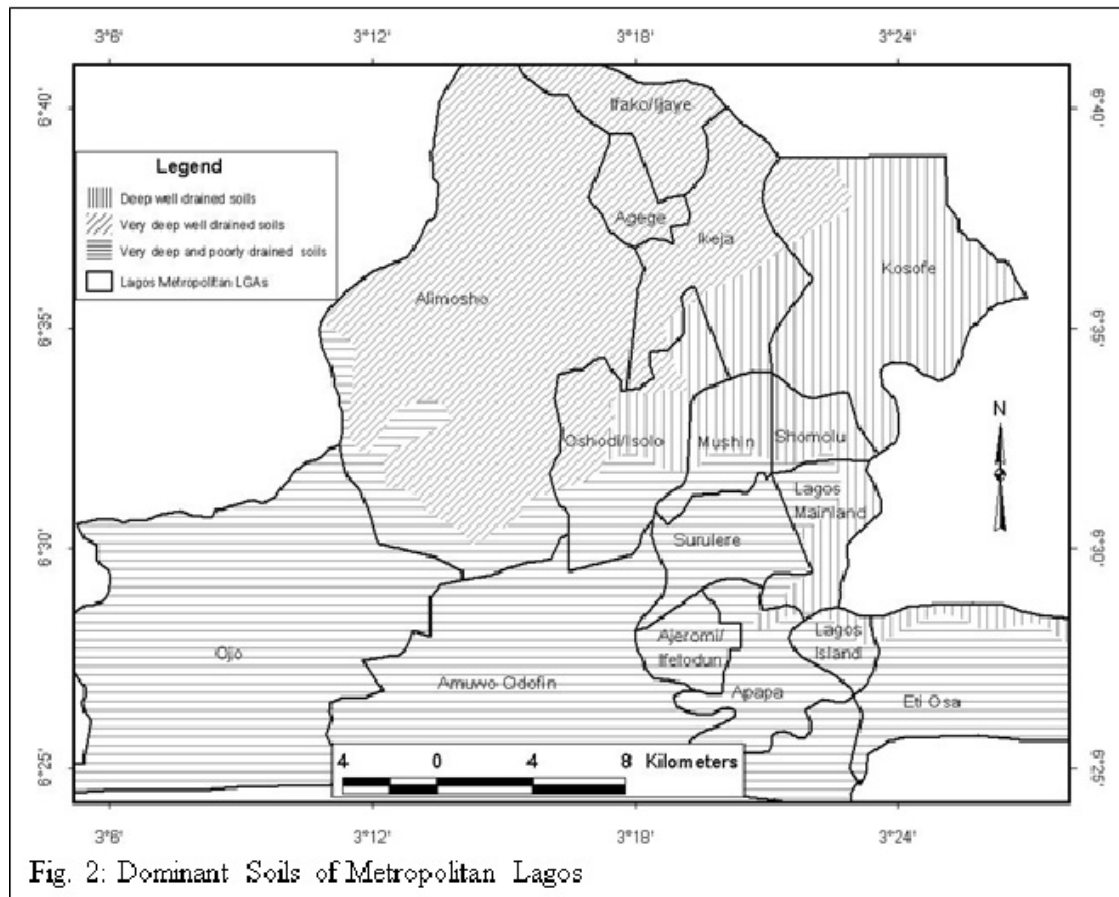 3°6' 3°12' 3°18' 3°24'
6°40' 6°40'
Ifako/Ijaye
Legend
Deep well drained soils
Very deep well drained soils
Very deep and poorly drained soils
Lagos Metropolitan LGAs
Agege
Ikeja
Kosofe
Alimosho
6°35' 6°35'
N
Oshodi/Isolo
Mushin
Shomolu
Lagos
Mainland
6°30' 6°30'
Surulere
Ojo
Ajeromi/
Ifelodun
Lagos
Island
Amuwo Odofin
Apapa
Eti Osa
4 0 4 8 Kilometers
6°25' 6°25'
3°6' 3°12' 3°18' 3°24'
Fig. 2: Dominant Soils of Metropolitan Lagos